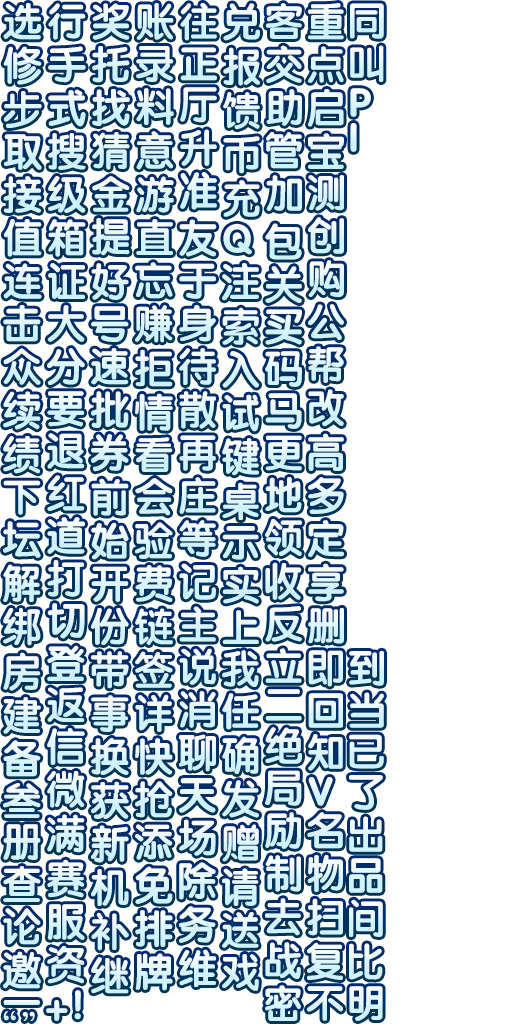 选行奖账往兑客重同
修手托录正报交点叫
步式找料厅馈助启P
取搜猜意升币管宝I
接级金游准充加测
值箱提直友Q包创
连证好忘于注关购
击大号赚身索买公
众分速拒待入码帮
续要批情散试马改
绩退券看再键更高
下红前会庄桌地多
坛道始验等示领定
解打开费记实收享
绑切份链主上反删
房登带签说我立即到
建返事详消任二回当
备信换快聊确绝知已
叁微获抢天发局V了
册满新添场赠励名出
查赛机免除请制物品
论服补排务送去扫间
邀资继牌维戏战复比
一+!密不明
“”